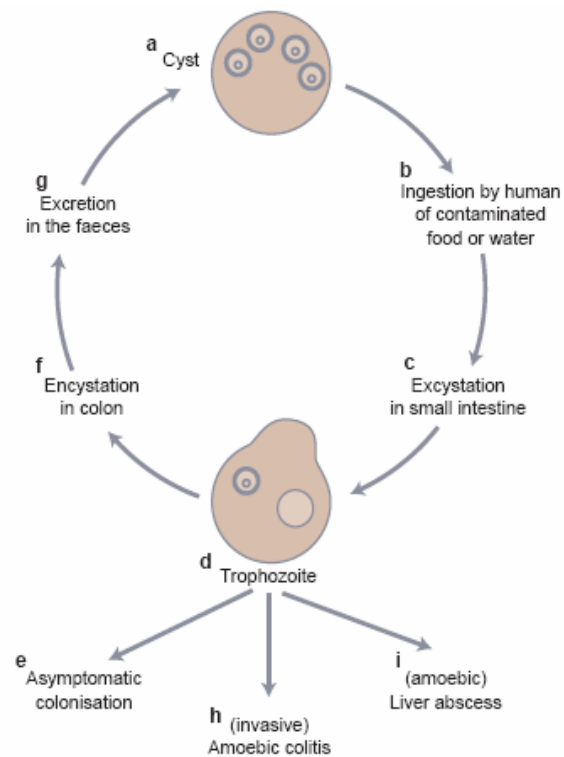 a Cyst
b
Ingestion by human
of contaminated
food or water
c
Excystation
in small intestine
d Trophozoite
e
Asymptomatic
colonisation
h (invasive)
Amoebic colitis
i
(amoebic)
Liver abscess
f
Encystation
in colon
g
Excretion
in the faeces